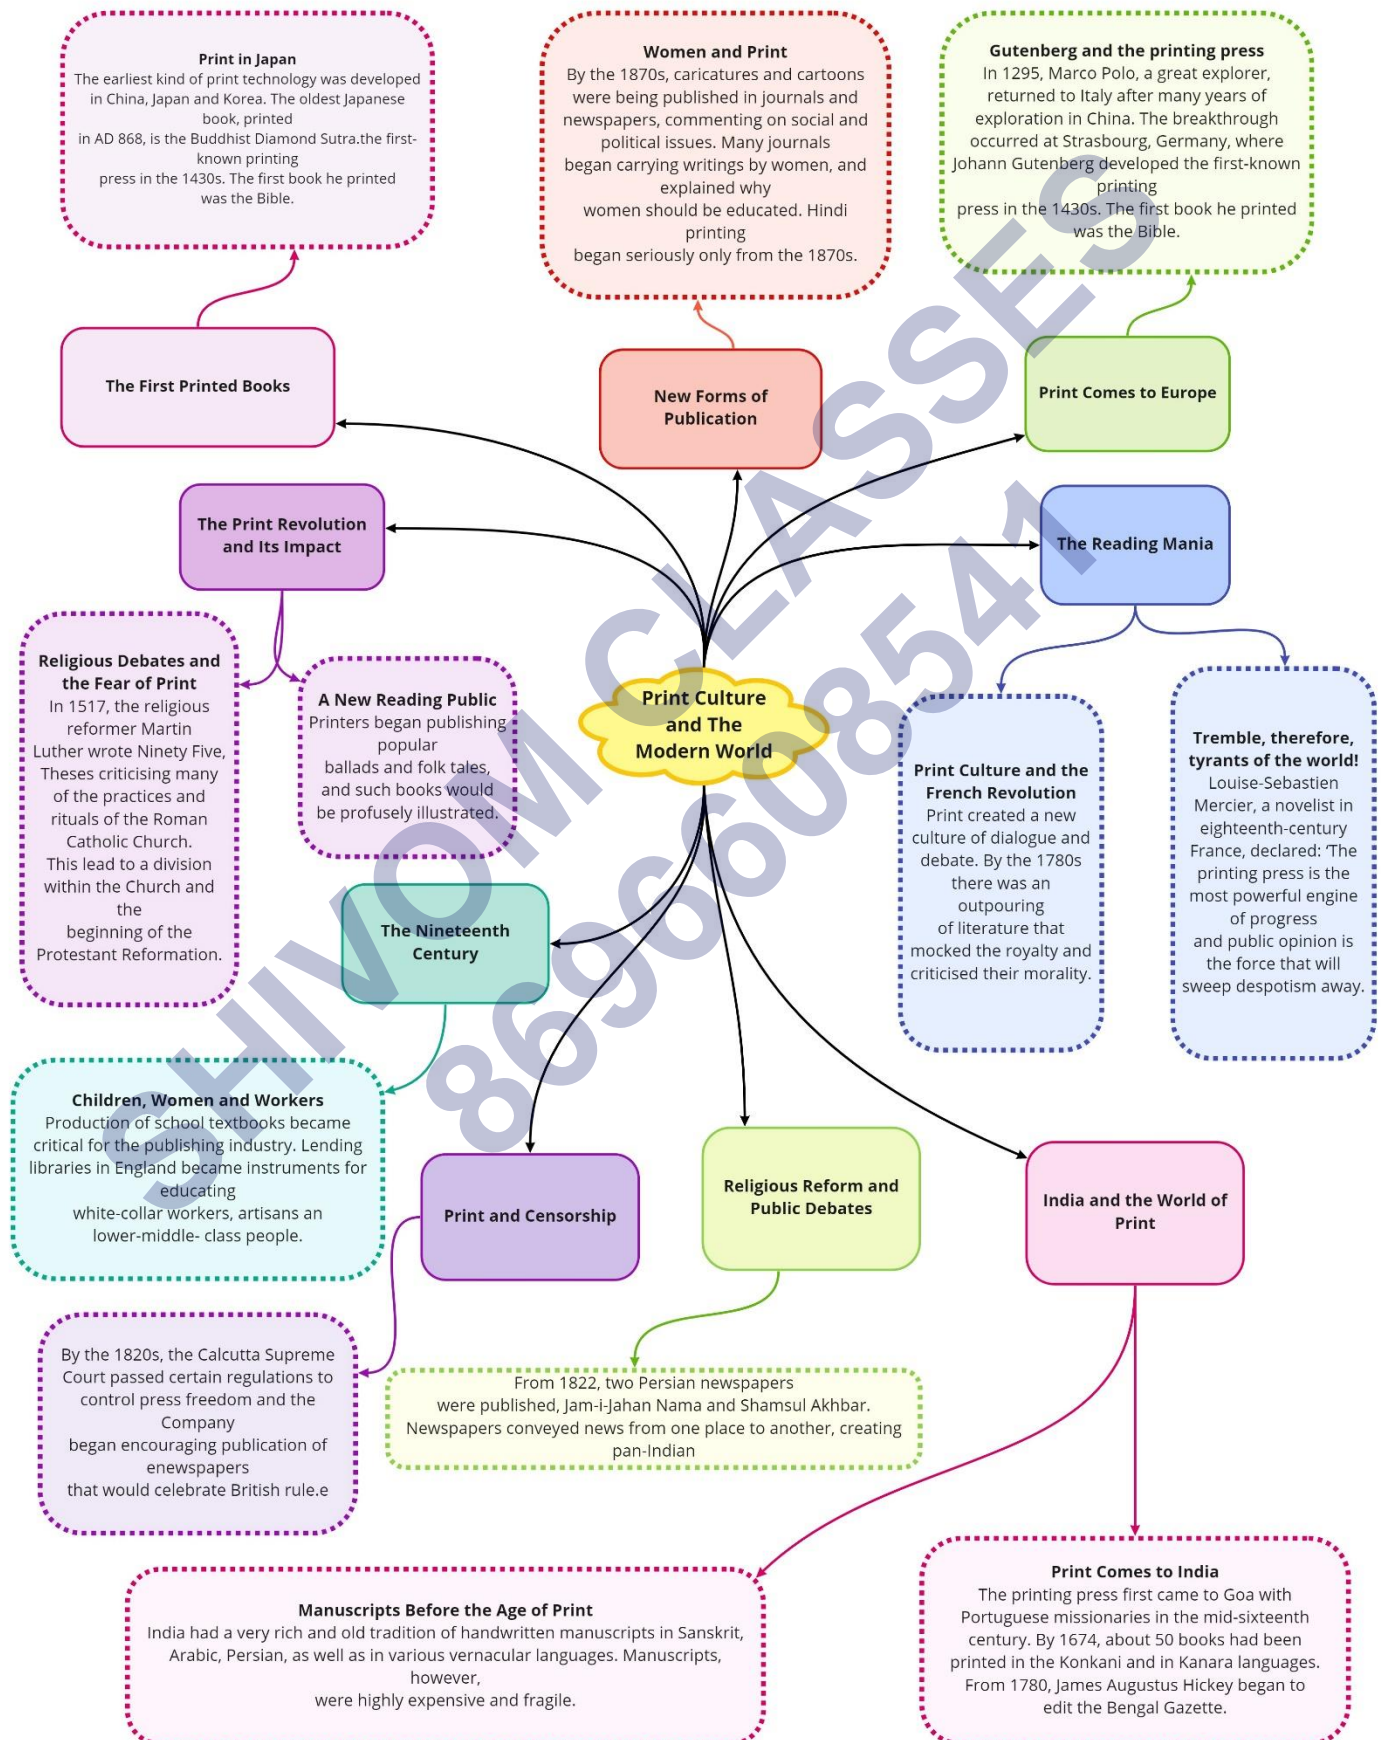 Print in Japan
The earliest kind of print technology was developed
in China, Japan and Korea. The oldest Japanese
book, printed
in AD 868, is the Buddhist Diamond Sutra.the first-
known printing
press in the 1430s. The first book he printed
was the Bible.
Women and Print
By the 1870s, caricatures and cartoons
were being published in journals and
newspapers, commenting on social and
political issues. Many journals
began carrying writings by women, and
explained why
women should be educated. Hindi
printing
began seriously only from the 1870s.
Gutenberg and the printing press
In 1295, Marco Polo, a great explorer,
returned to Italy after many years of
exploration in China. The breakthrough
occurred at Strasbourg, Germany, where
Johann Gutenberg developed the first-known
printing
press in the 1430s. The first book he printed
was the Bible.
The First Printed Books
New Forms of
Publication
Print Comes to Europe
The Print Revolution
and Its Impact
The Reading Mania
Religious Debates and
the Fear of Print
In 1517, the religious
reformer Martin
Luther wrote Ninety Five,
Theses criticising many
of the practices and
rituals of the Roman
Catholic Church.
This lead to a division
within the Church and
the
beginning of the
Protestant Reformation.
A New Reading Public
Printers began publishing
popular
ballads and folk tales,
and such books would
be profusely illustrated.
Print Culture
and The
Modern World
Print Culture and the
French Revolution
Print created a new
culture of dialogue and
debate. By the 1780s
there was an
outpouring
of literature that
mocked the royalty and
criticised their morality.
Tremble, therefore,
tyrants of the world!
Louise-Sebastien
Mercier, a novelist in
eighteenth-century
France, declared: ‘The
printing press is the
most powerful engine
of progress
and public opinion is
the force that will
sweep despotism away.
The Nineteenth
Century
Children, Women and Workers
Production of school textbooks became
critical for the publishing industry. Lending
libraries in England became instruments for
educating
white-collar workers, artisans an
lower-middle- class people.
Print and Censorship
Religious Reform and
Public Debates
India and the World of
Print
By the 1820s, the Calcutta Supreme
Court passed certain regulations to
control press freedom and the
Company
began encouraging publication of
enewspapers
that would celebrate British rule.e
From 1822, two Persian newspapers
were published, Jam-i-Jahan Nama and Shamsul Akhbar.
Newspapers conveyed news from one place to another, creating
pan-Indian
Manuscripts Before the Age of Print
India had a very rich and old tradition of handwritten manuscripts in Sanskrit,
Arabic, Persian, as well as in various vernacular languages. Manuscripts,
however,
were highly expensive and fragile.
Print Comes to India
The printing press first came to Goa with
Portuguese missionaries in the mid-sixteenth
century. By 1674, about 50 books had been
printed in the Konkani and in Kanara languages.
From 1780, James Augustus Hickey began to
edit the Bengal Gazette.
SHIVOM CLASSES
8696608541